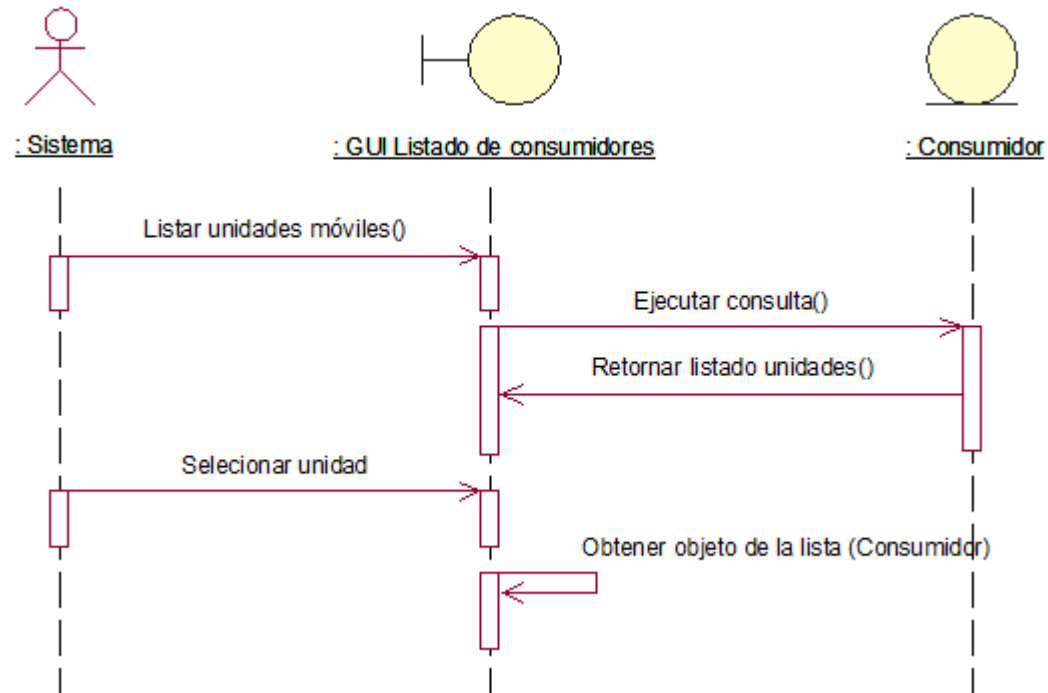 : Sistema
: GUI Listado de consumidores
: Consumidor
Listar unidades móviles()
Ejecutar consulta()
Retornar listado unidades()
Selecionar unidad
Obtener objeto de la lista (Consumidor)